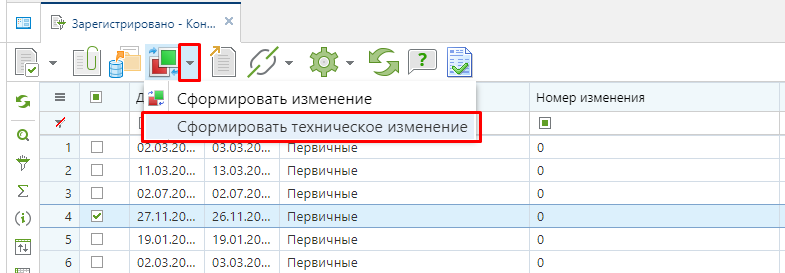 Зарегистрировано - Кон...
?
Сформировать изменение
Сформировать техническое изменение
Д Номер изменения
1 02.03.20... 03.03.20... Первичные 0
2 11.03.20... 13.03.20... Первичные 0
3 02.07.20... 02.07.20... Первичные 0
4 27.11.20... 26.11.20... Первичные 0
5 19.01.20... 19.01.20... Первичные 0
6 02.03.20... 03.03.20... Первичные 0